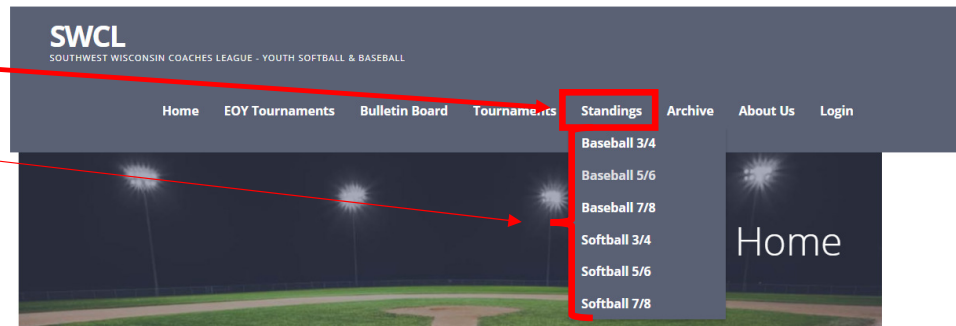 SWCL
SOUTHWEST WISCONSIN COACHES LEAGUE - YOUTH SOFTBALL & BASEBALL
Home EOY Tournaments Bulletin Board Tournaments Standings Archive About Us Login
Baseball 3/4
Baseball 5/6
Baseball 7/8
Softball 3/4
Softball 5/6
Softball 7/8
Home